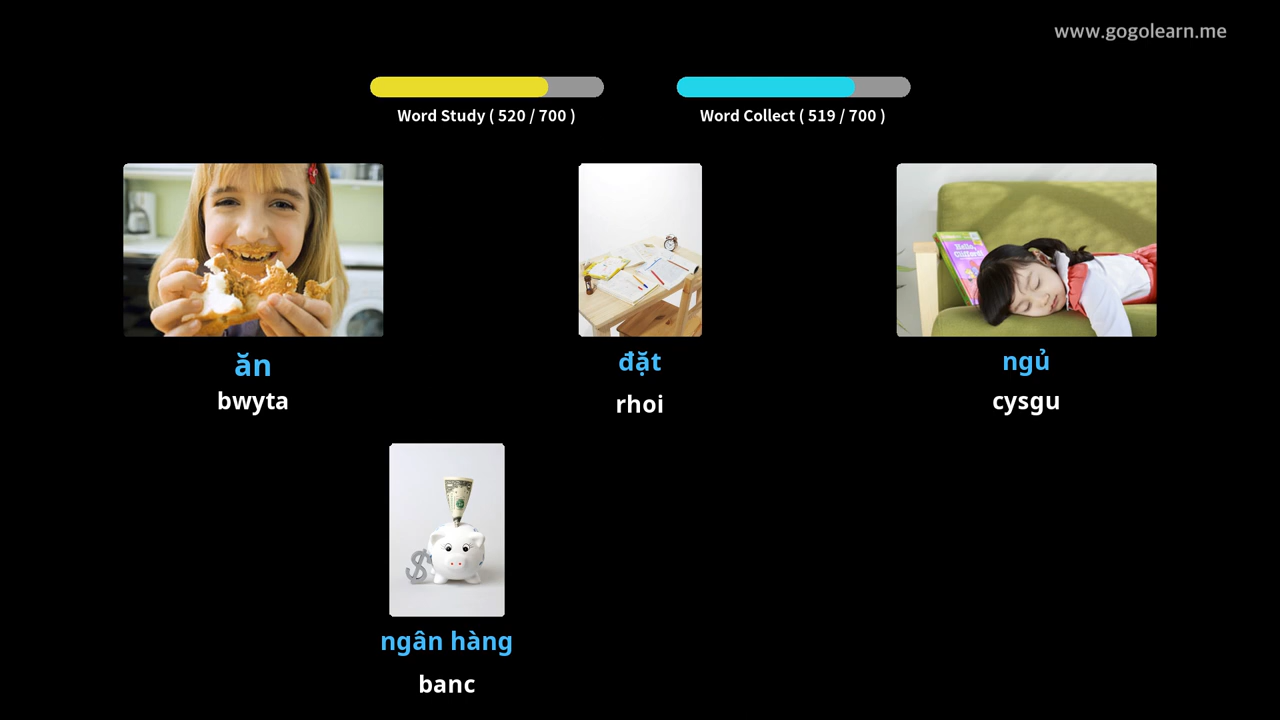 www.gogolearn.me
Word Study ( 520 / 700 )
Word Collect ( 519 / 700 )
ăn
bwyta
đặt
rhoi
ngủ
cysgu
ngân hàng
banc